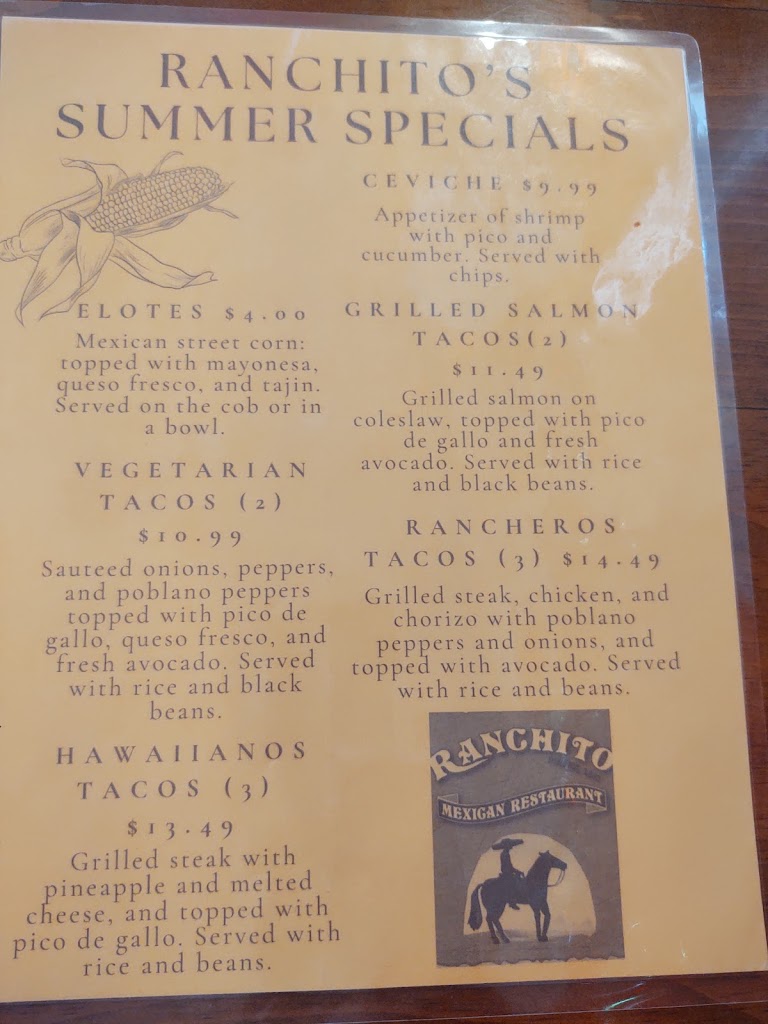 RANCHITO'S
SUMMER SPECIALS
ELOTES $4.00
Mexican street corn:
topped with mayonesa,
queso fresco, and tajin.
Served on the cob or in
a bowl.
VEGETARIAN
TACOS (2)
$10.99
Sauteed onions, peppers,
and poblano peppers
topped with pico de
gallo, queso fresco, and
fresh avocado. Served
with rice and black
beans.
HAWAIIANOS
TACOS (3)
$13.49
Grilled steak with
pineapple and melted
cheese, and topped with
pico de gallo. Served with
rice and beans.
CEVICHE $9.99
Appetizer of shrimp
with pico and
cucumber. Served with
chips.
GRILLED SALMON
TACOS(2)
$11.49
Grilled salmon on
coleslaw, topped with pico
de gallo and fresh
avocado. Served with rice
and black beans.
RANCHEROS
TACOS (3) $14.49
Grilled steak, chicken, and
chorizo with poblano
peppers and onions, and
topped with avocado. Served
with rice and beans.
RANCHITO
MEXICAN RESTAURANT